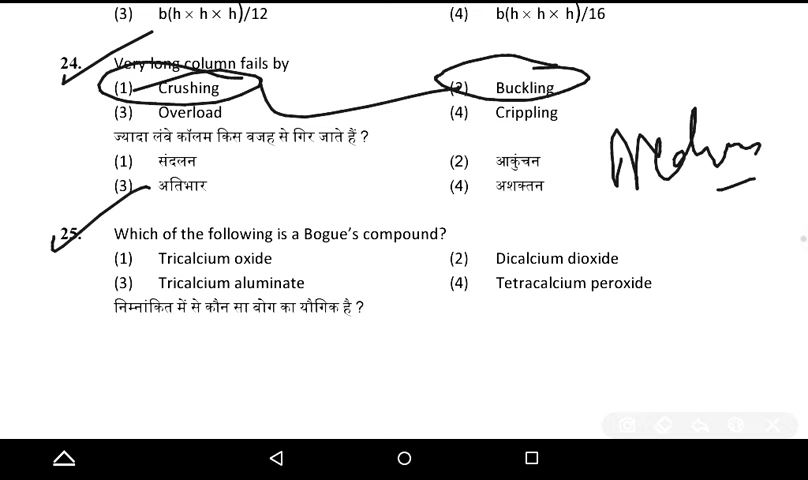 (3) b(h × h × h)/12 (4) b(h × h × h)/16
24. Very long column fails by
(1) Crushing (2) Buckling
(3) Overload (4) Crippling
ज्यादा लंबे कॉलम किस वजह से गिर जाते हैं ?
(1) संदलन (2) आकुंचन
(3) अतिभार (4) अशक्तन
25. Which of the following is a Bogue's compound?
(1) Tricalcium oxide (2) Dicalcium dioxide
(3) Tricalcium aluminate (4) Tetracalcium peroxide
निम्नांकित में से कौन सा बोग का यौगिक है ?